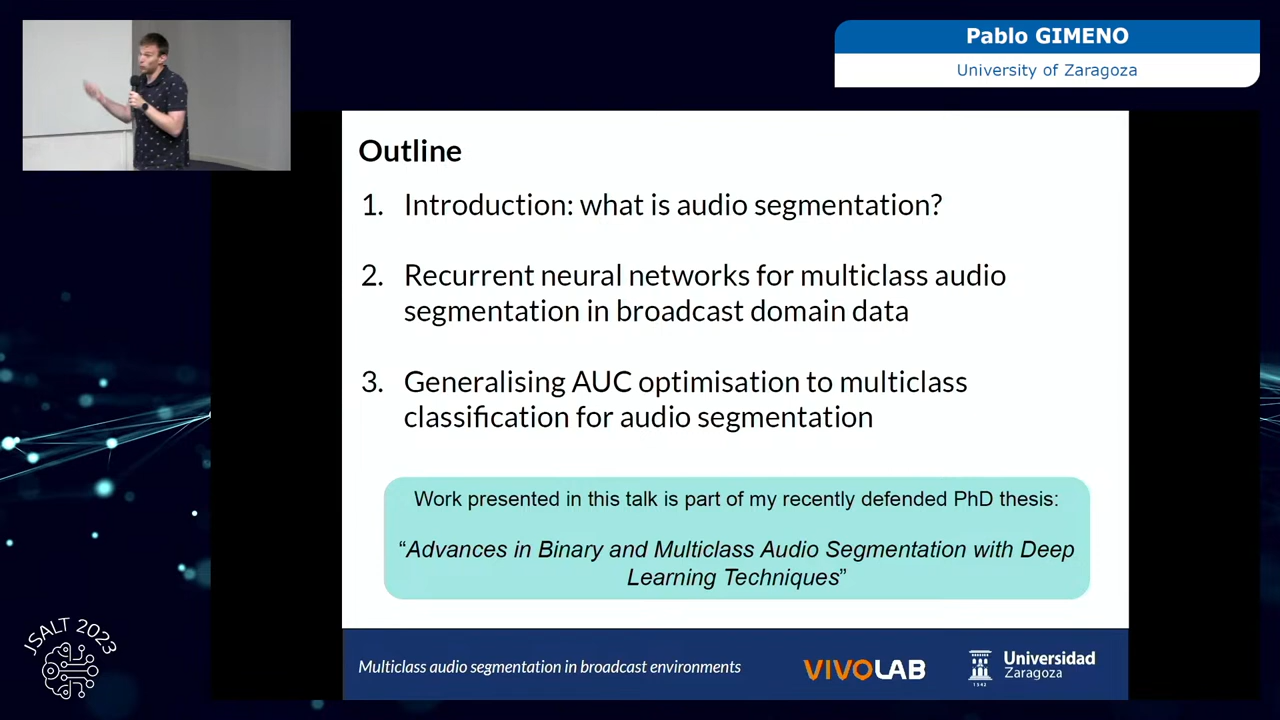 Pablo GIMENO
University of Zaragoza
Outline
1. Introduction: what is audio segmentation?
2. Recurrent neural networks for multiclass audio
segmentation in broadcast domain data
3. Generalising AUC optimisation to multiclass
classification for audio segmentation
Work presented in this talk is part of my recently defended PhD thesis:
“Advances in Binary and Multiclass Audio Segmentation with Deep
Learning Techniques”
JSALT 2023
Multiclass audio segmentation in broadcast environments
VIVOLAB
1542
Universidad
Zaragoza